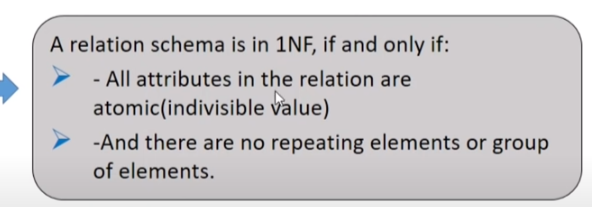 A relation schema is in 1NF, if and only if:
- All attributes in the relation are
atomic(indivisible value)
-And there are no repeating elements or group
of elements.